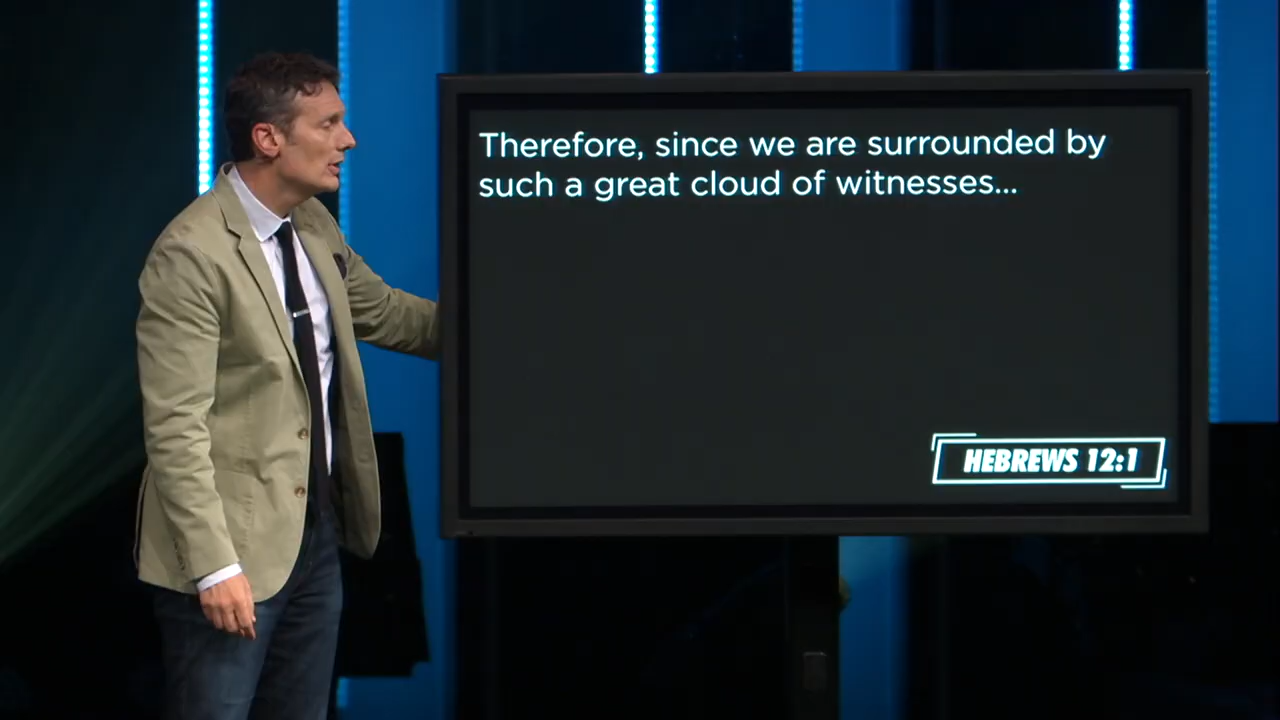 Therefore, since we are surrounded by
such a great cloud of witnesses...
HEBREWS 12:1